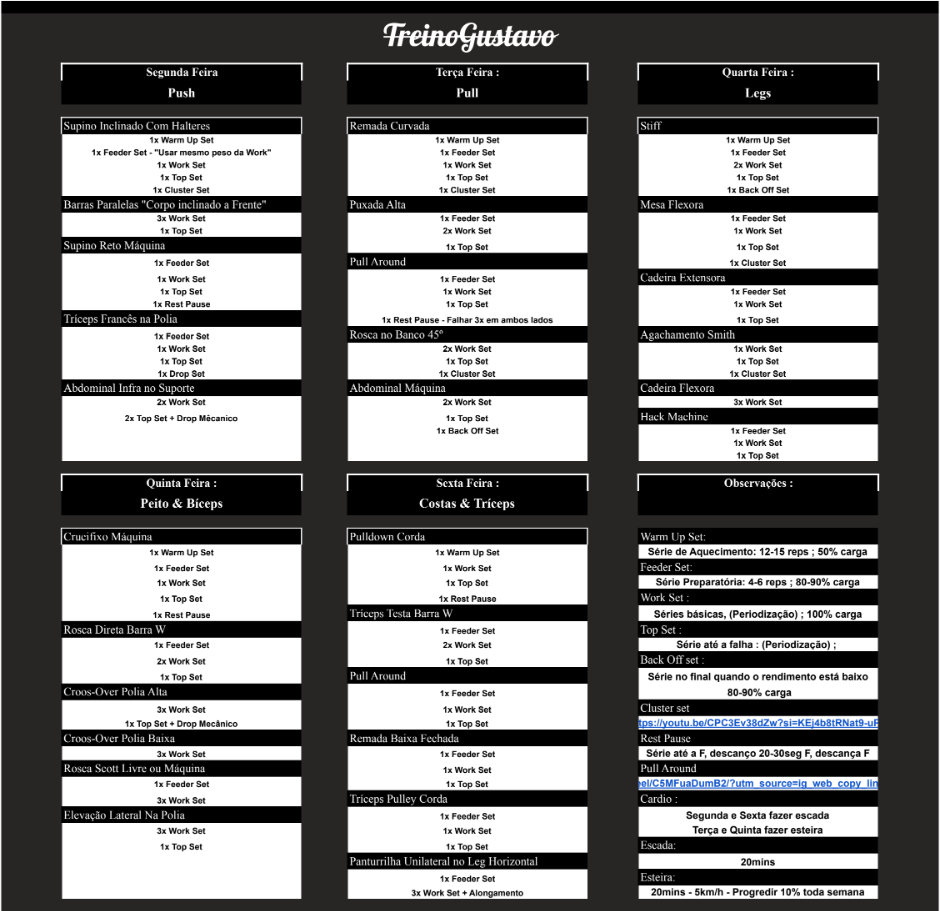 TreinoGustavo
Segunda Feira
Push
Supino Inclinado Com Halteres
1x Warm Up Set
1x Feeder Set - "Usar mesmo peso da Work"
1x Work Set
1x Top Set
1x Cluster Set
Barras Paralelas "Corpo inclinado a Frente"
3x Work Set
1x Top Set
Supino Reto Máquina
1x Feeder Set
1x Work Set
1x Top Set
1x Rest Pause
Tríceps Francês na Polia
1x Feeder Set
1x Work Set
1x Top Set
1x Drop Set
Abdominal Infra no Suporte
2x Work Set
2x Top Set + Drop Mêcanico
Terça Feira :
Pull
Remada Curvada
1x Warm Up Set
1x Feeder Set
1x Work Set
1x Top Set
1x Cluster Set
Puxada Alta
1x Feeder Set
2x Work Set
1x Top Set
Pull Around
1x Feeder Set
1x Work Set
1x Top Set
1x Rest Pause - Falhar 3x em ambos lados
Rosca no Banco 45º
2x Work Set
1x Top Set
1x Cluster Set
Abdominal Máquina
2x Work Set
1x Top Set
1x Back Off Set
Quarta Feira :
Legs
Stiff
1x Warm Up Set
1x Feeder Set
2x Work Set
1x Top Set
1x Back Off Set
Mesa Flexora
1x Feeder Set
1x Work Set
1x Top Set
1x Cluster Set
Cadeira Extensora
1x Feeder Set
1x Work Set
1x Top Set
Agachamento Smith
1x Work Set
1x Top Set
1x Cluster Set
Cadeira Flexora
3x Work Set
Hack Machine
1x Feeder Set
1x Work Set
1x Top Set
Quinta Feira :
Peito & Bíceps
Crucifixo Máquina
1x Warm Up Set
1x Feeder Set
1x Work Set
1x Top Set
1x Rest Pause
Rosca Direta Barra W
1x Feeder Set
2x Work Set
1x Top Set
Croos-Over Polia Alta
3x Work Set
1x Top Set + Drop Mecânico
Croos-Over Polia Baixa
3x Work Set
Rosca Scott Livre ou Máquina
1x Feeder Set
3x Work Set
Elevação Lateral Na Polia
3x Work Set
1x Top Set
Sexta Feira :
Costas & Tríceps
Pulldown Corda
1x Warm Up Set
1x Work Set
1x Top Set
1x Rest Pause
Tríceps Testa Barra W
1x Feeder Set
2x Work Set
1x Top Set
Pull Around
1x Feeder Set
1x Work Set
1x Top Set
Remada Baixa Fechada
1x Feeder Set
1x Work Set
1x Top Set
Tríceps Pulley Corda
1x Feeder Set
1x Work Set
1x Top Set
Panturrilha Unilateral no Leg Horizontal
1x Feeder Set
3x Work Set + Alongamento
Observações :
Warm Up Set:
Série de Aquecimento: 12-15 reps ; 50% carga
Feeder Set:
Série Preparatória: 4-6 reps ; 80-90% carga
Work Set :
Séries básicas, (Periodização) ; 100% carga
Top Set :
Série até a falha : (Periodização) ;
Back Off set :
Série no final quando o rendimento está baixo
80-90% carga
Cluster set
tps://youtu.be/CPC3Ev38dZw?si=KEj4b8tRNat9-uF
Rest Pause
Série até a F, descanço 20-30seg F, descança F
Pull Around
eel/C5MFuaDumB2/?utm_source=ig_web_copy_lin
Cardio :
Segunda e Sexta fazer escada
Terça e Quinta fazer esteira
Escada:
20mins
Esteira:
20mins - 5km/h - Progredir 10% toda semana